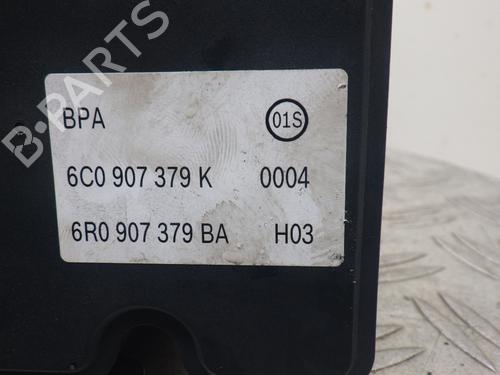 BPA 01S
6C0 907 379 K 0004
6R0 907 379 BA H03
B-PARTS